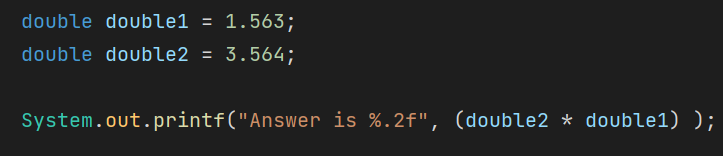 double double1 = 1.563;
double double2 = 3.564;
System.out.printf("Answer is %.2f", (double2 * double1) );